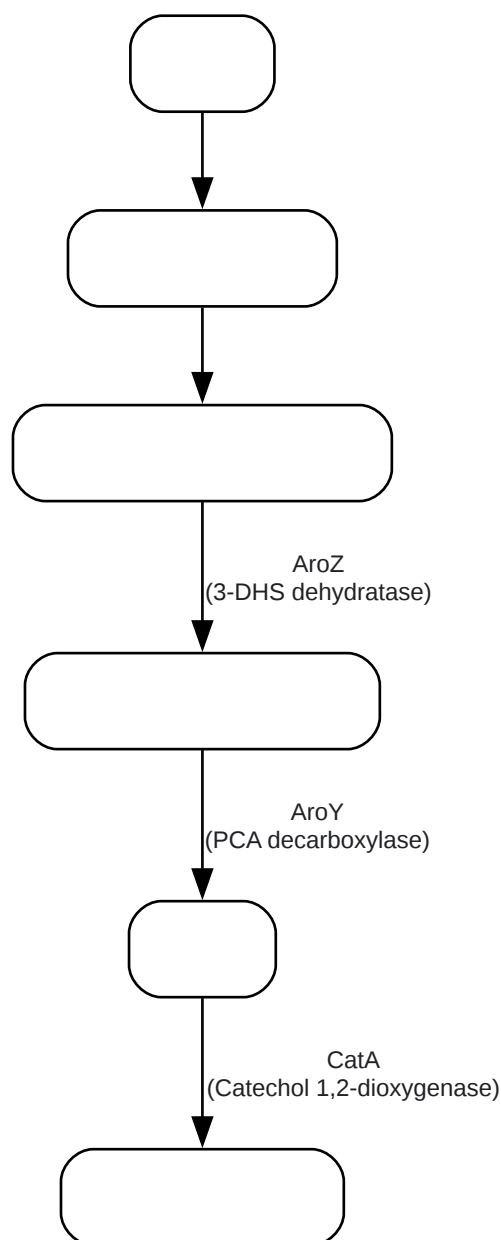 AroZ
(3-DHS dehydratase)
AroY
(PCA decarboxylase)
CatA
(Catechol 1,2-dioxygenase)